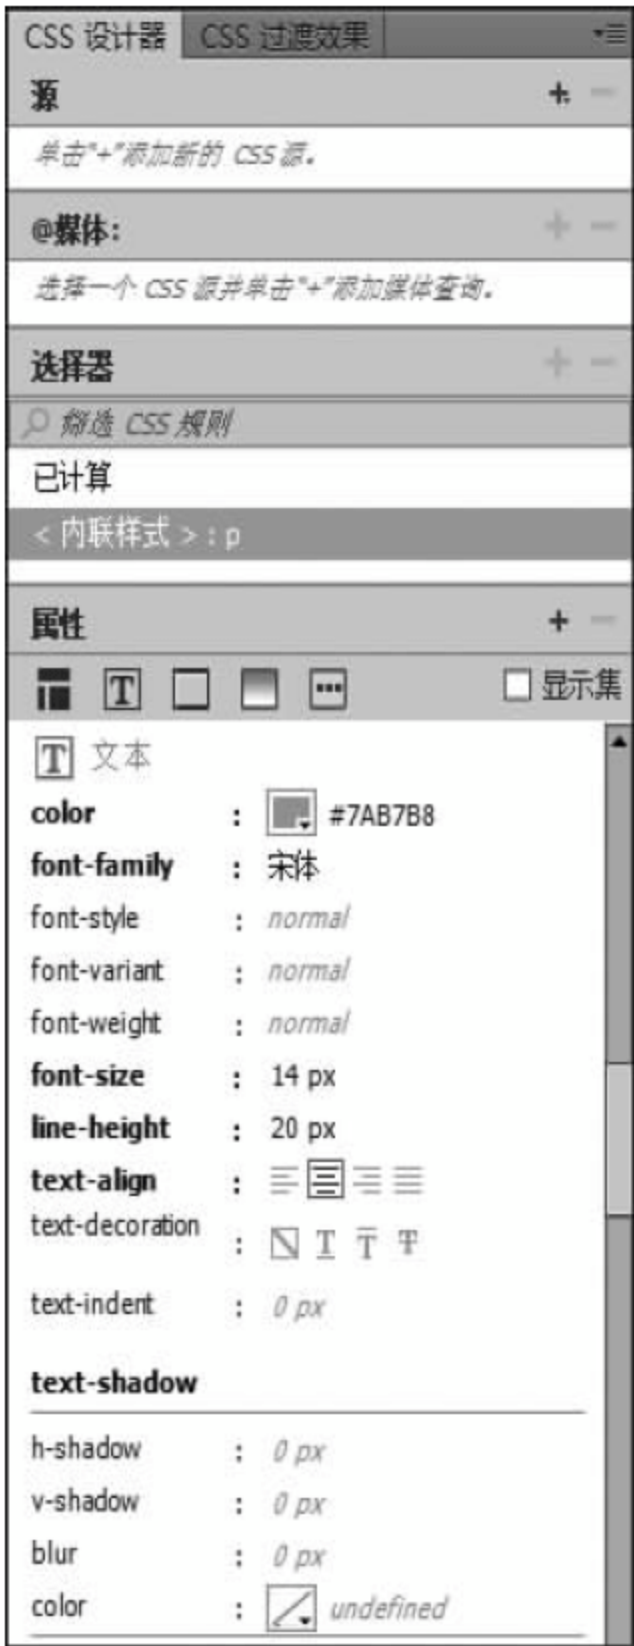 CSS 设计器 CSS 过渡效果
源
单击"+"添加新的 CSS 源。
@媒体:
选择一个 CSS 源并单击"+"添加媒体查询。
选择器
筛选 CSS 规则
已计算
< 内联样式 > : p
属性
显示集
T 文本
color : #7AB7B8
font-family : 宋体
font-style : normal
font-variant : normal
font-weight : normal
font-size : 14 px
line-height : 20 px
text-align :
text-decoration :
text-indent : 0 px
text-shadow
h-shadow : 0 px
v-shadow : 0 px
blur : 0 px
color : undefined